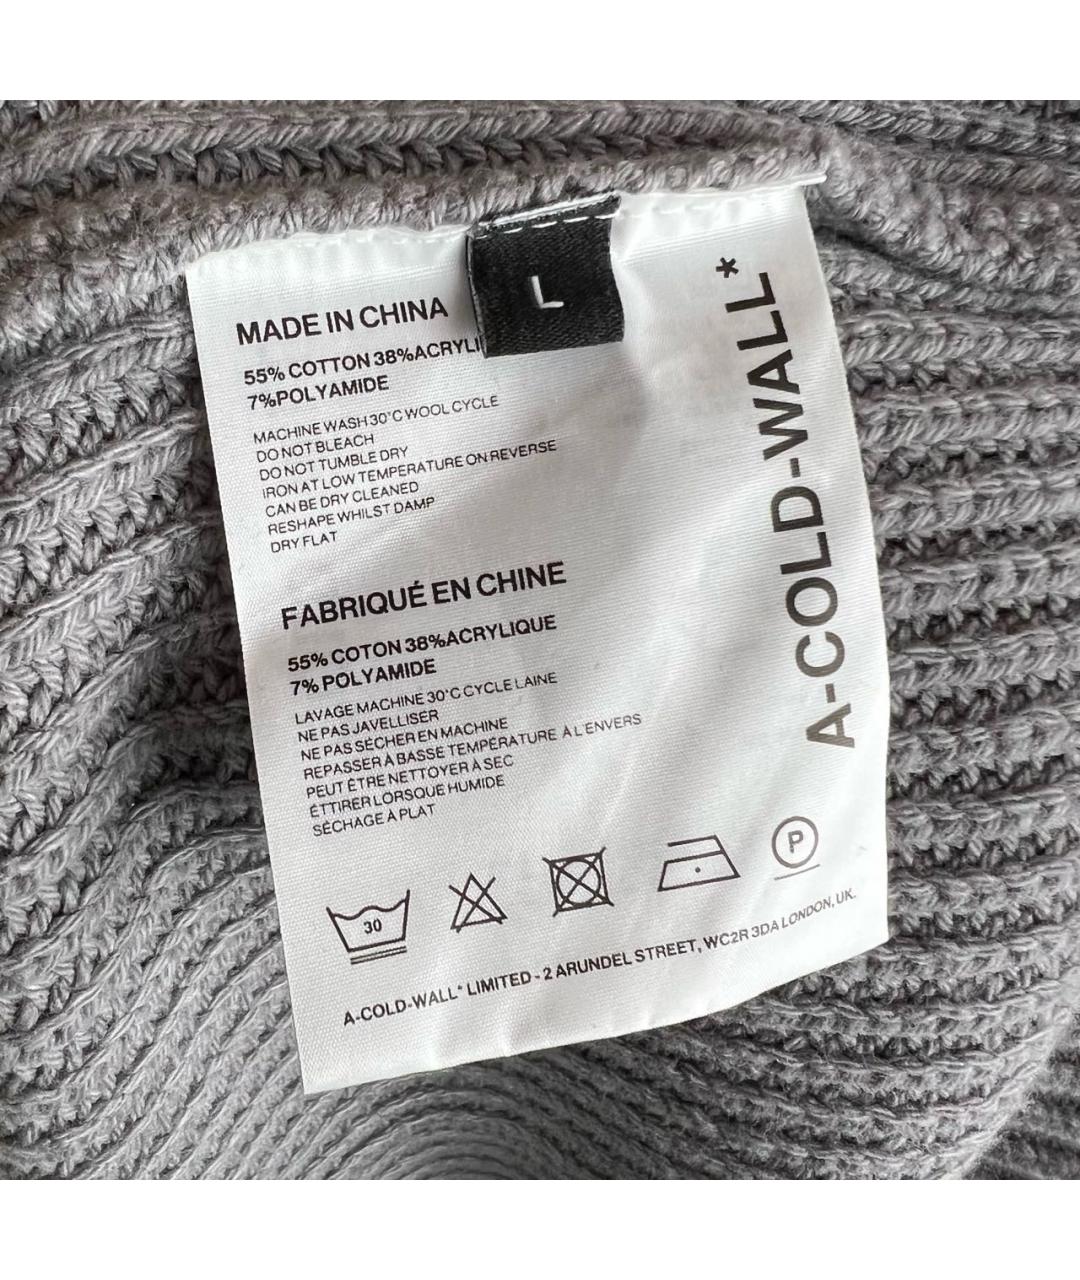 L
MADE IN CHINA
55% COTTON 38%ACRYLI
7%POLYAMIDE
MACHINE WASH 30°C WOOL CYCLE
DO NOT BLEACH
DO NOT TUMBLE DRY
IRON AT LOW TEMPERATURE ON REVERSE
CAN BE DRY CLEANED
RESHAPE WHILST DAMP
DRY FLAT
FABRIQUÉ EN CHINE
55% COTON 38%ACRYLIQUE
7% POLYAMIDE
LAVAGE MACHINE 30°C CYCLE LAINE
NE PAS JAVELLISER
NE PAS SÉCHER EN MACHINE
REPASSER À BASSE TEMPÉRATURE À L'ENVERS
PEUT ÊTRE NETTOYER À SEC
ÉTTIRER LORSQUE HUMIDE
SÉCHAGE À PLAT
A-COLD-WALL*
30
P
A-COLD-WALL* LIMITED - 2 ARUNDEL STREET, WC2R 3DA LONDON, UK.